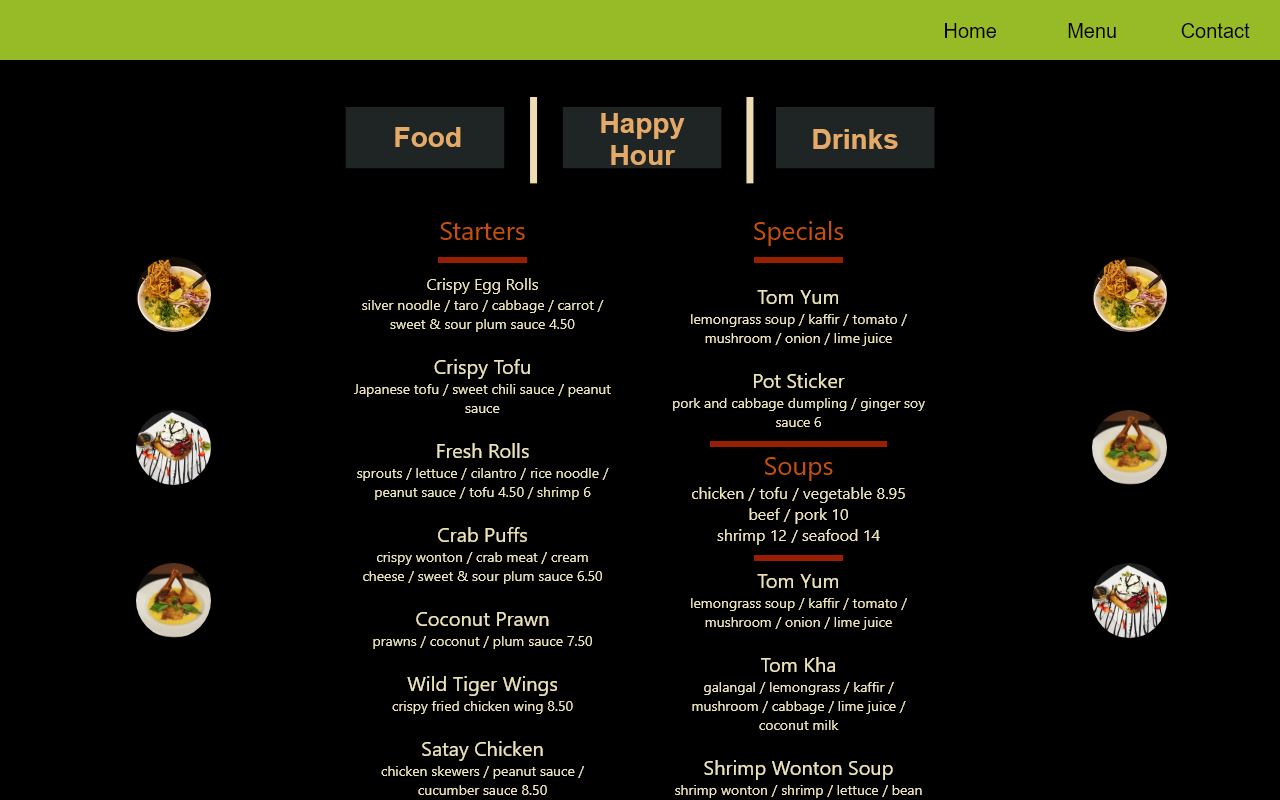 Home
Menu
Contact
Food
Happy
Hour
Drinks
Starters
Crispy Egg Rolls
silver noodle / taro / cabbage / carrot /
sweet & sour plum sauce 4.50
Crispy Tofu
Japanese tofu / sweet chili sauce / peanut
sauce
Fresh Rolls
sprouts / lettuce / cilantro / rice noodle /
peanut sauce / tofu 4.50 / shrimp 6
Crab Puffs
crispy wonton / crab meat / cream
cheese / sweet & sour plum sauce 6.50
Coconut Prawn
prawns / coconut / plum sauce 7.50
Wild Tiger Wings
crispy fried chicken wing 8.50
Satay Chicken
chicken skewers / peanut sauce /
cucumber sauce 8.50
Specials
Tom Yum
lemongrass soup / kaffir / tomato /
mushroom / onion / lime juice
Pot Sticker
pork and cabbage dumpling / ginger soy
sauce 6
Soups
chicken / tofu / vegetable 8.95
beef / pork 10
shrimp 12 / seafood 14
Tom Yum
lemongrass soup / kaffir / tomato /
mushroom / onion / lime juice
Tom Kha
galangal / lemongrass / kaffir /
mushroom / cabbage / lime juice /
coconut milk
Shrimp Wonton Soup
shrimp wonton / shrimp / lettuce / bean